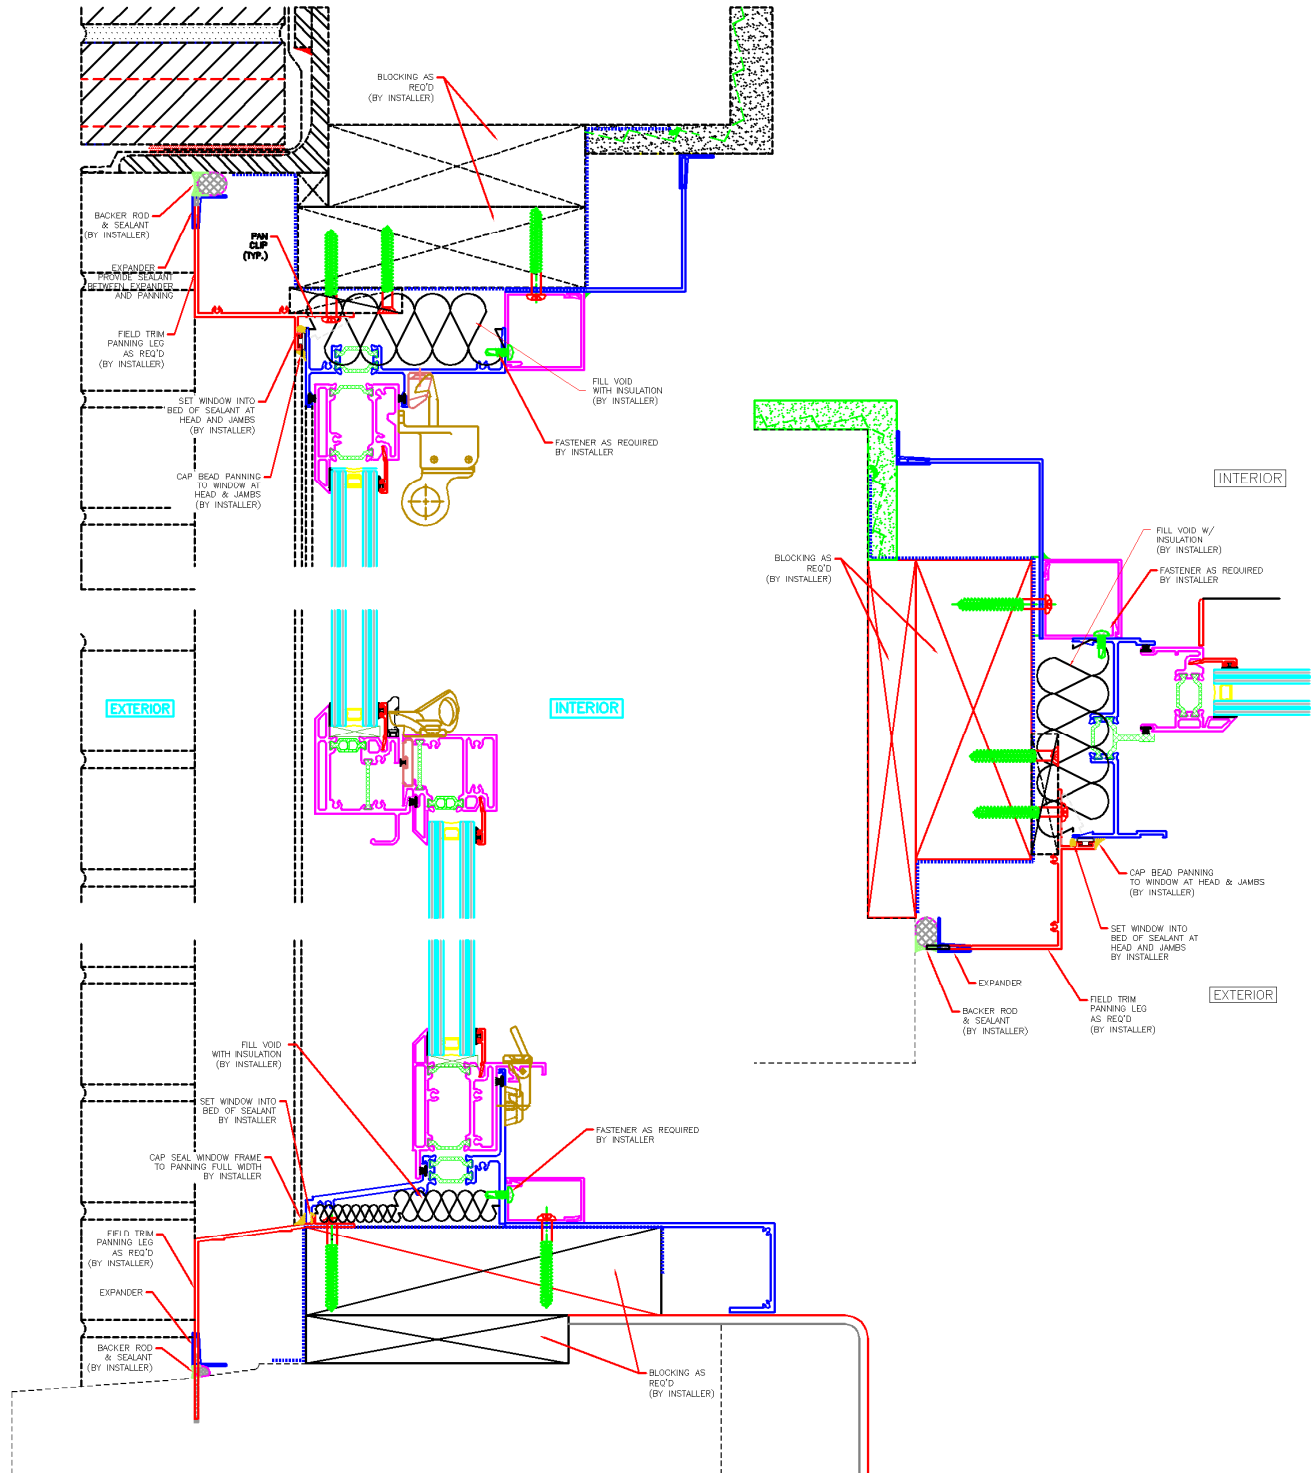 BLOCKING AS
REQ'D
(BY INSTALLER)
BACKER ROD
& SEALANT
(BY INSTALLER)
PAN
CLIP
(TYP.)
EXPANDER
PROVIDE SEALANT
BETWEEN EXPANDER
AND PANNING
FIELD TRIM
PANNING LEG
AS REQ'D
(BY INSTALLER)
FILL VOID
WITH INSULATION
(BY INSTALLER)
SET WINDOW INTO
BED OF SEALANT AT
HEAD AND JAMBS
(BY INSTALLER)
FASTENER AS REQUIRED
BY INSTALLER
CAP BEAD PANNING
TO WINDOW AT
HEAD & JAMBS
(BY INSTALLER)
EXTERIOR
INTERIOR
FILL VOID
WITH INSULATION
(BY INSTALLER)
SET WINDOW INTO
BED OF SEALANT
BY INSTALLER
FASTENER AS REQUIRED
BY INSTALLER
CAP SEAL WINDOW FRAME
TO PANNING FULL WIDTH
BY INSTALLER
FIELD TRIM
PANNING LEG
AS REQ'D
(BY INSTALLER)
EXPANDER
BACKER ROD
& SEALANT
(BY INSTALLER)
BLOCKING AS
REQ'D
(BY INSTALLER)
INTERIOR
FILL VOID W/
INSULATION
(BY INSTALLER)
BLOCKING AS
REQ'D
(BY INSTALLER)
FASTENER AS REQUIRED
BY INSTALLER
CAP BEAD PANNING
TO WINDOW AT HEAD & JAMBS
(BY INSTALLER)
SET WINDOW INTO
BED OF SEALANT AT
HEAD AND JAMBS
BY INSTALLER
EXPANDER
EXTERIOR
BACKER ROD
& SEALANT
(BY INSTALLER)
FIELD TRIM
PANNING LEG
AS REQ'D
(BY INSTALLER)